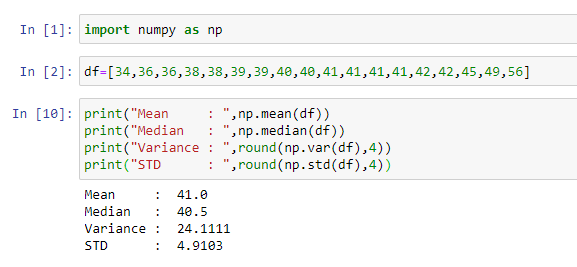 In [1]: import numpy as np
In [2]: df=[34,36,36,38,38,39,39,40,40,41,41,41,41,42,42,45,49,56]
In [10]: print("Mean     : ",np.mean(df))
print("Median   : ",np.median(df))
print("Variance : ",round(np.var(df),4))
print("STD      : ",round(np.std(df),4))
Mean     :  41.0
Median   :  40.5
Variance :  24.1111
STD      :  4.9103